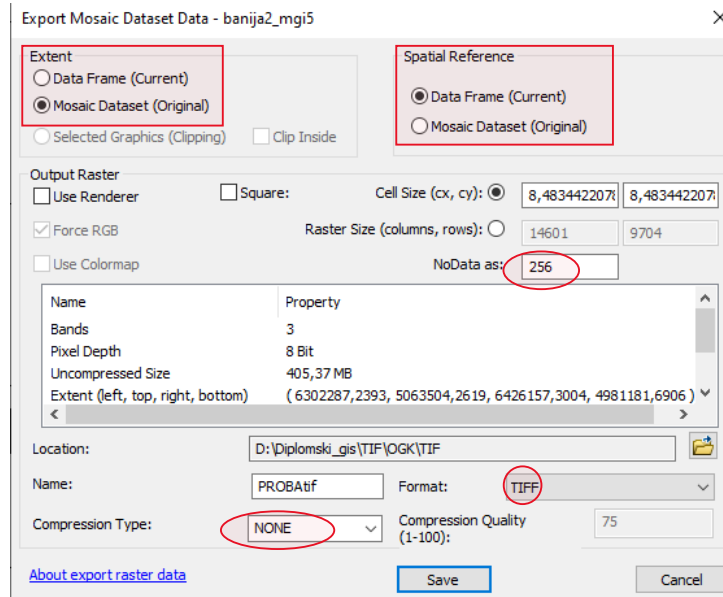 Export Mosaic Dataset Data - banija2_mgi5
Extent
Data Frame (Current)
Mosaic Dataset (Original)
Selected Graphics (Clipping)
Clip Inside
Spatial Reference
Data Frame (Current)
Mosaic Dataset (Original)
Output Raster
Use Renderer
Square:
Cell Size (cx, cy):
8,4834422078
8,4834422078
Force RGB
Raster Size (columns, rows):
14601
9704
Use Colormap
NoData as:
256
Name Property
Bands 3
Pixel Depth 8 Bit
Uncompressed Size 405,37 MB
Extent (left, top, right, bottom) ( 6302287,2393, 5063504,2619, 6426157,3004, 4981181,6906 )
Location: D:\Diplomski_gis\TIF\OGK\TIF
Name: PROBAtif Format: TIFF
Compression Type: NONE
Compression Quality
(1-100):
75
About export raster data
Save
Cancel